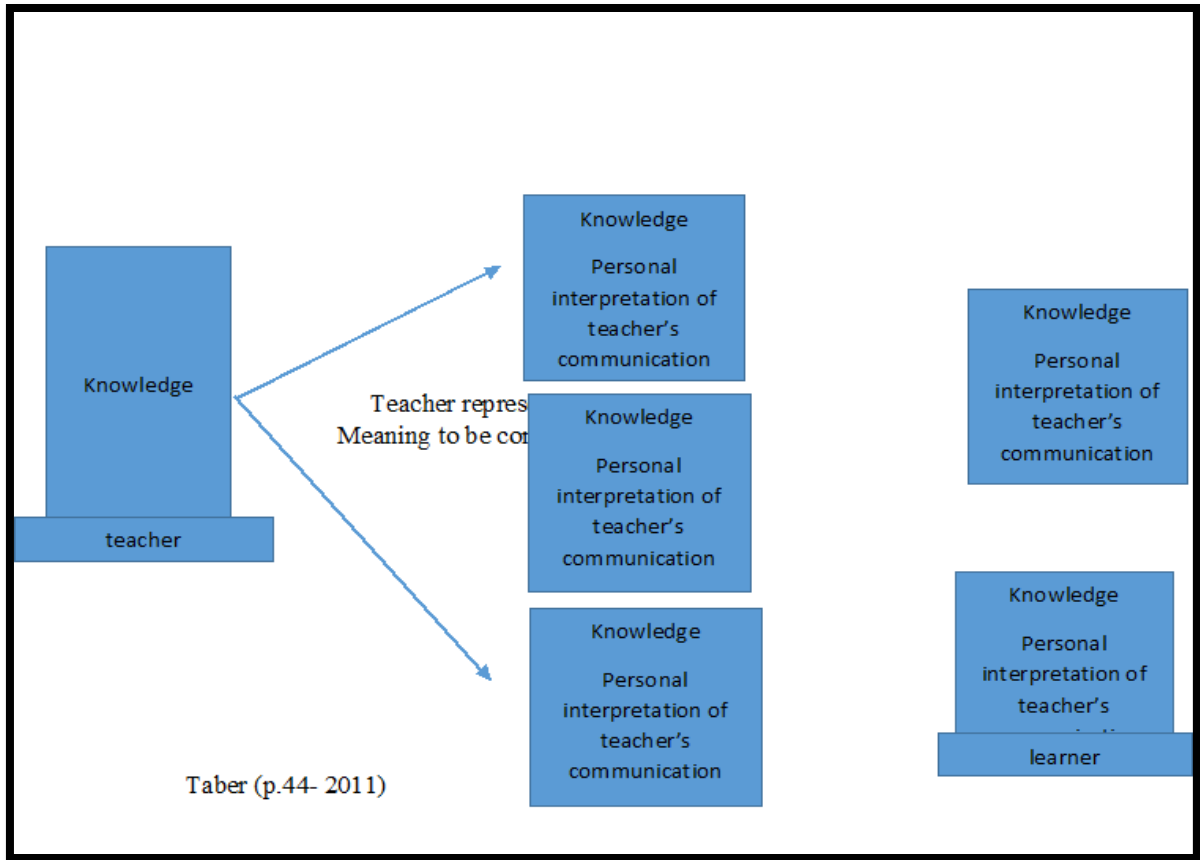 Knowledge
teacher
Teacher repres
Meaning to be con
Knowledge
Personal
interpretation of
teacher's
communication
Knowledge
Personal
interpretation of
teacher's
communication
Knowledge
Personal
interpretation of
teacher's
communication
Knowledge
Personal
interpretation of
teacher's
communication
Knowledge
Personal
interpretation of
teacher's
learner
Taber (p.44- 2011)